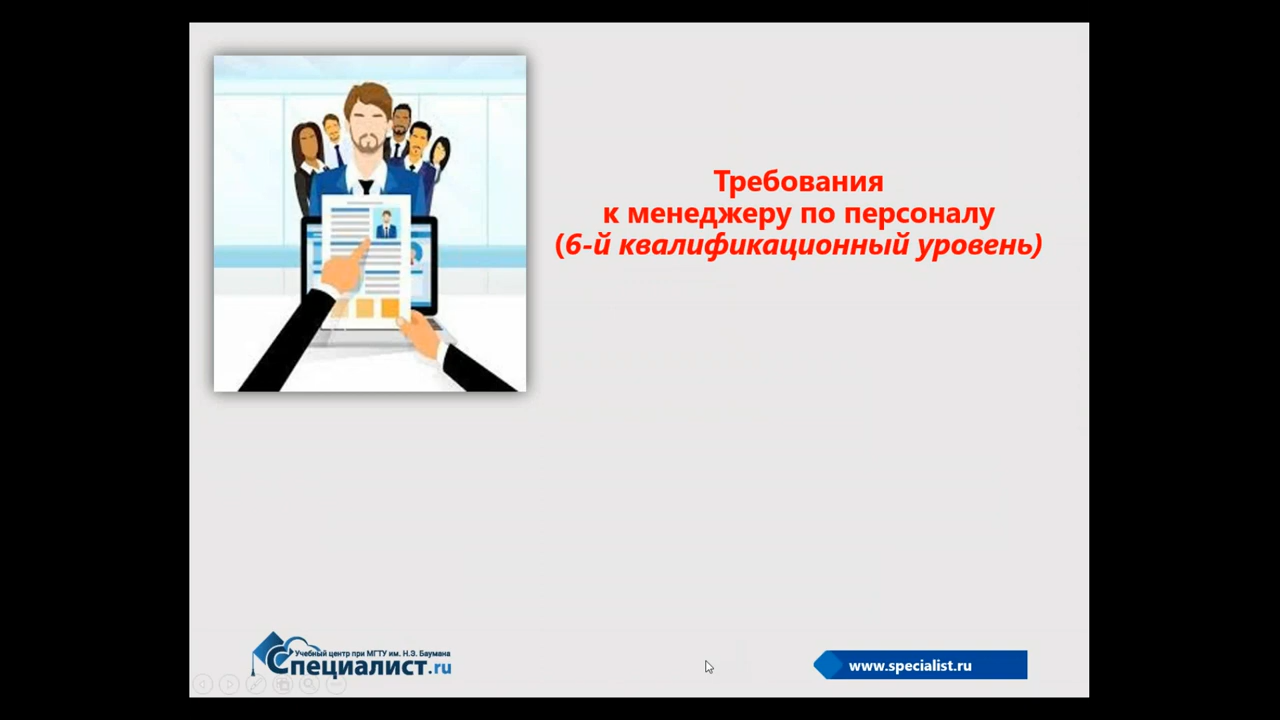 Требования
к менеджеру по персоналу
(6-й квалификационный уровень)
Учебный центр при МГТУ им. Н.Э. Баумана
Специалист.ru
www.specialist.ru